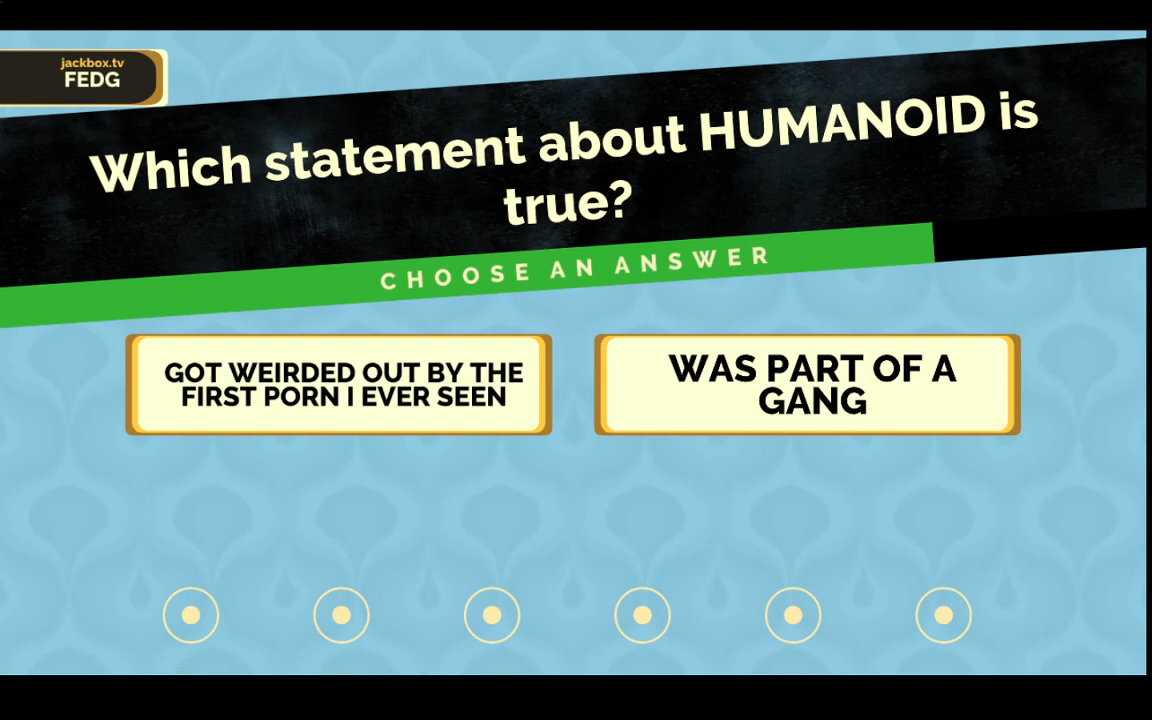 jackbox.tv
FEDG
Which statement about HUMANOID is
true?
CHOOSE AN ANSWER
GOT WEIRDED OUT BY THE
FIRST PORN I EVER SEEN
WAS PART OF A
GANG